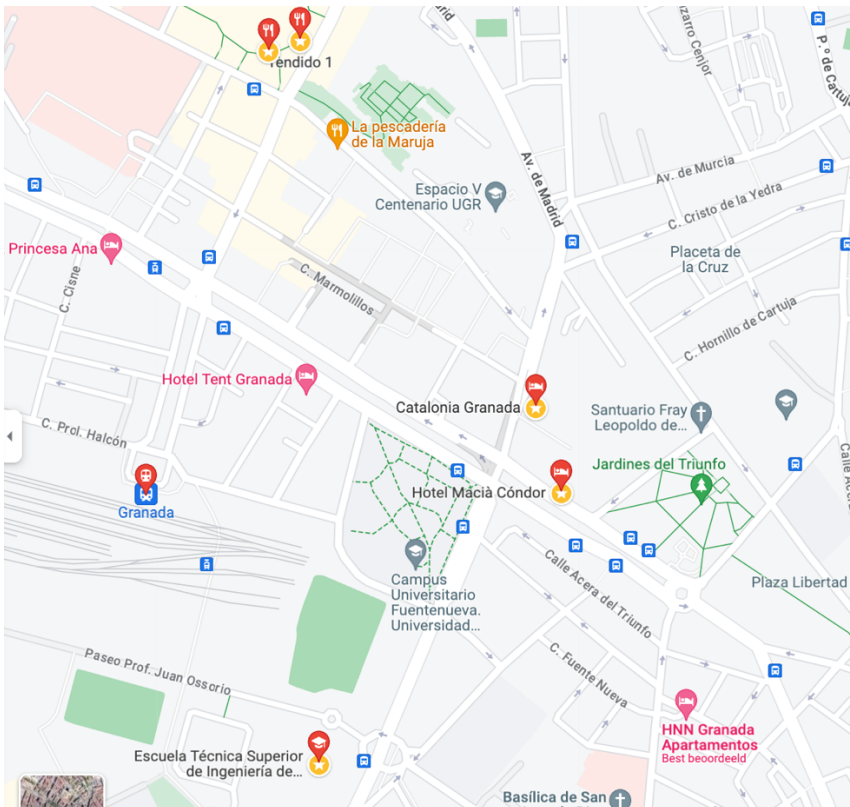 Tendido 1
La pescadería
de la Maruja
Espacio V
Centenario UGR
Av. de Madrid
Av. de Murcia
C. Cristo de la Yedra
P.º de Cartuja
Placeta de
la Cruz
Princesa Ana
C. Cisne
C. Marmolillos
C. Hornillo de Cartuja
Hotel Tent Granada
Catalonia Granada
Santuario Fray
Leopoldo de...
C. Prol. Halcón
Jardines del Triunfo
Hotel Macià Cóndor
Granada
Calle Acera del Triunfo
Campus
Universitario
Fuentenueva.
Universidad...
Plaza Libertad
Paseo Prof. Juan Ossorio
C. Fuente Nueva
HNN Granada
Apartamentos
Best beoordeeld
Escuela Técnica Superior
de Ingeniería de...
Basílica de San